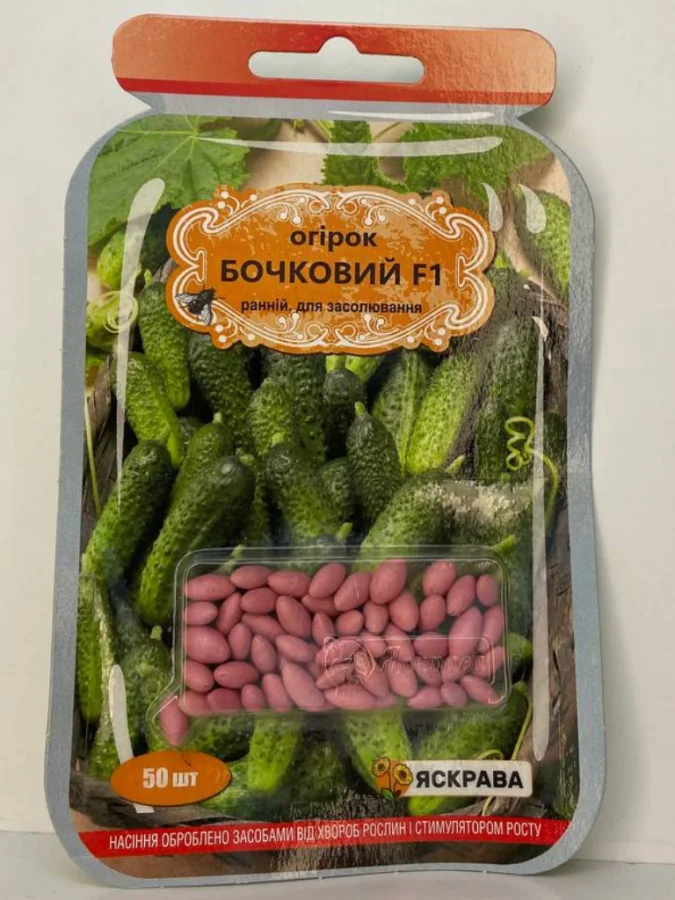 огірок
БОЧКОВИЙ F1
ранній, для засолювання
50 шт
ЯСКРАВА
НАСІННЯ ОБРОБЛЕНО ЗАСОБАМИ ВІД ХВОРОБ РОСЛИН І СТИМУЛЯТОРОМ РОСТУ